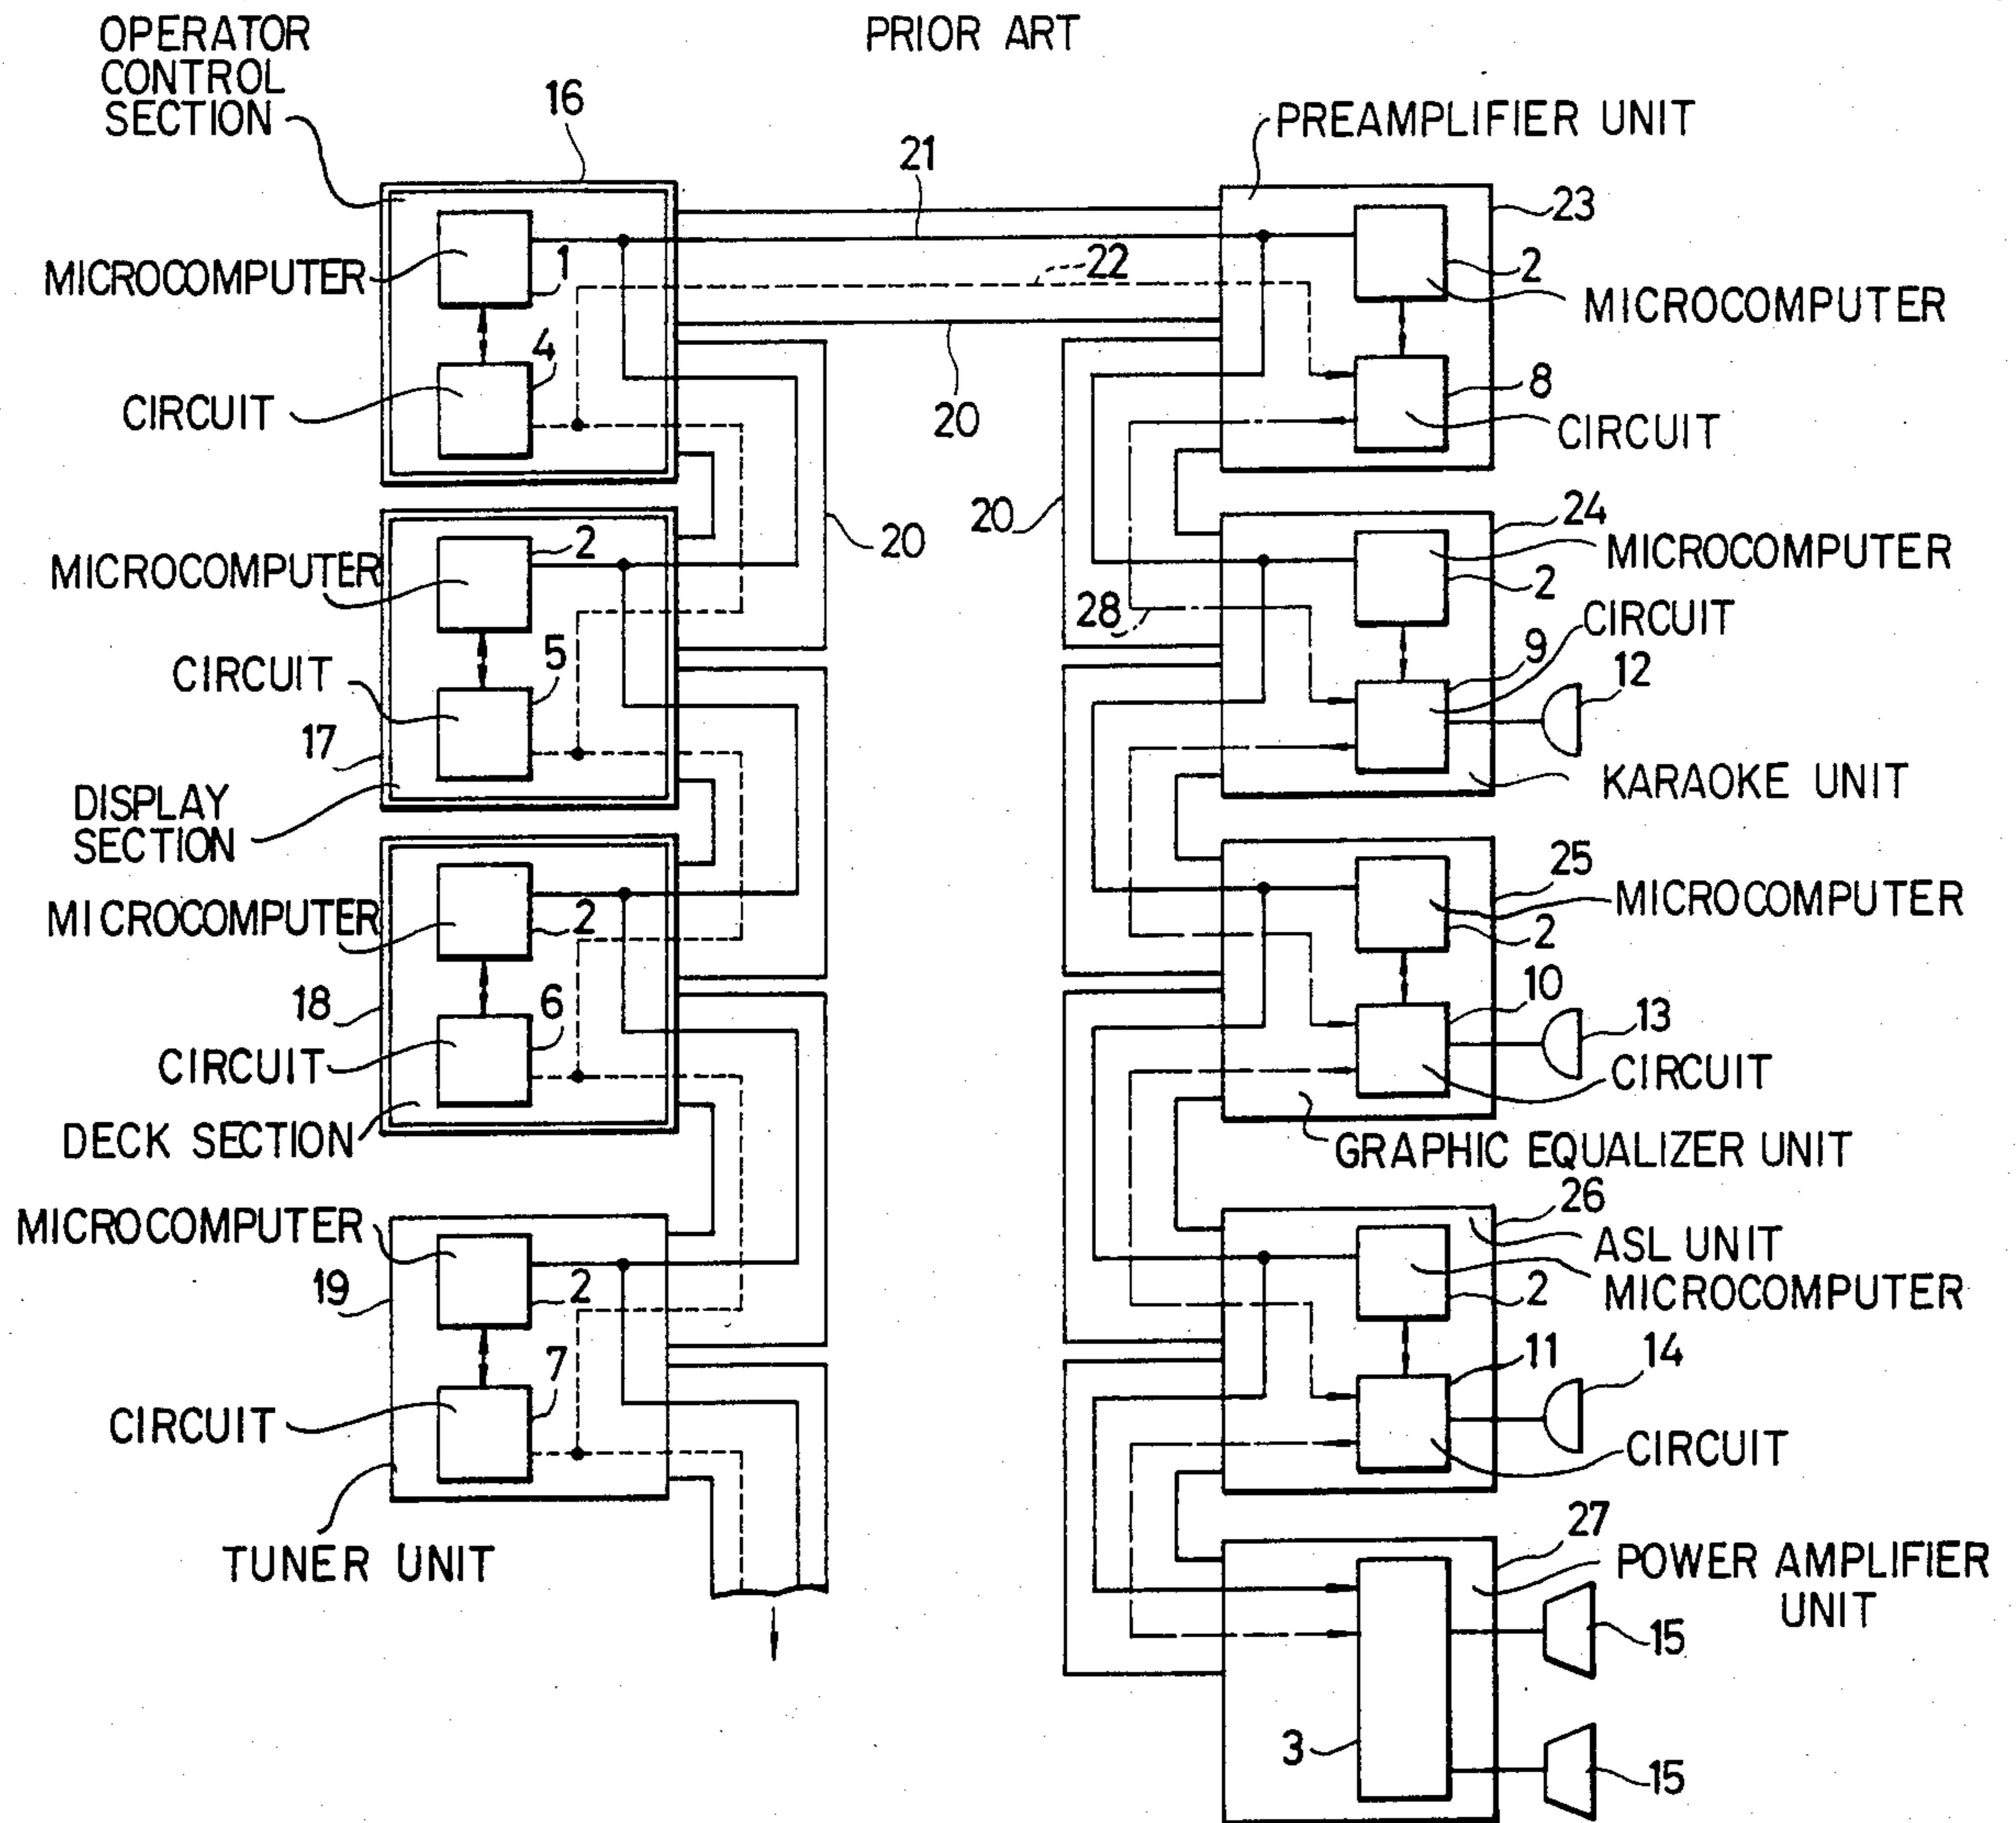 PRIOR ART
OPERATOR
CONTROL
SECTION
16
MICROCOMPUTER
1
4
CIRCUIT
21
22
20
20
PREAMPLIFIER UNIT
23
2
MICROCOMPUTER
8
CIRCUIT
MICROCOMPUTER
2
CIRCUIT
5
17
DISPLAY
SECTION
20
24
MICROCOMPUTER
2
28
CIRCUIT
9
12
KARAOKE UNIT
MICROCOMPUTER
2
18
6
CIRCUIT
DECK SECTION
25
MICROCOMPUTER
2
10
13
CIRCUIT
GRAPHIC EQUALIZER UNIT
MICROCOMPUTER
19
2
7
CIRCUIT
TUNER UNIT
26
ASL UNIT
MICROCOMPUTER
2
11
14
CIRCUIT
27
POWER AMPLIFIER
UNIT
15
3
15